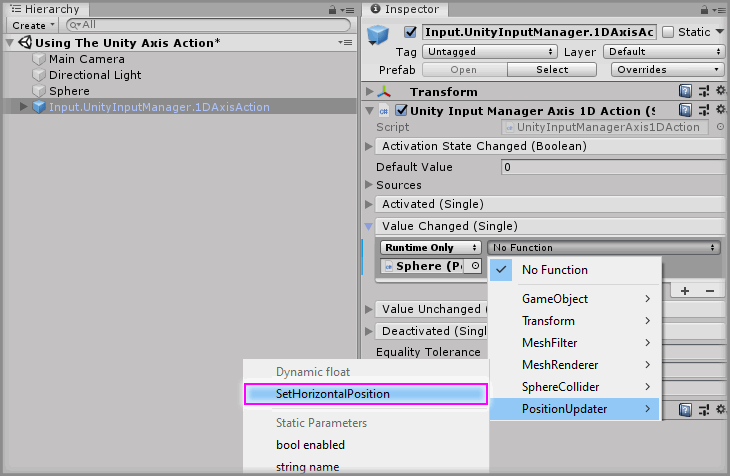 Hierarchy
Create
Using The Unity Axis Action*
Main Camera
Directional Light
Sphere
Input.UnityInputManager.1DAxisAction
Inspector
Input.UnityInputManager.1DAxisAc
Static
Tag Untagged Layer Default
Prefab Open Select Overrides
Transform
Unity Input Manager Axis 1D Action (S
Script UnityInputManagerAxis1DAction
Activation State Changed (Boolean)
Default Value 0
Sources
Activated (Single)
Value Changed (Single)
Runtime Only No Function
Sphere (Po
No Function
GameObject
Transform
MeshFilter
MeshRenderer
SphereCollider
PositionUpdater
Value Unchanged (
Deactivated (Sing
Equality Tolerance
Dynamic float
SetHorizontalPosition
Static Parameters
bool enabled
string name